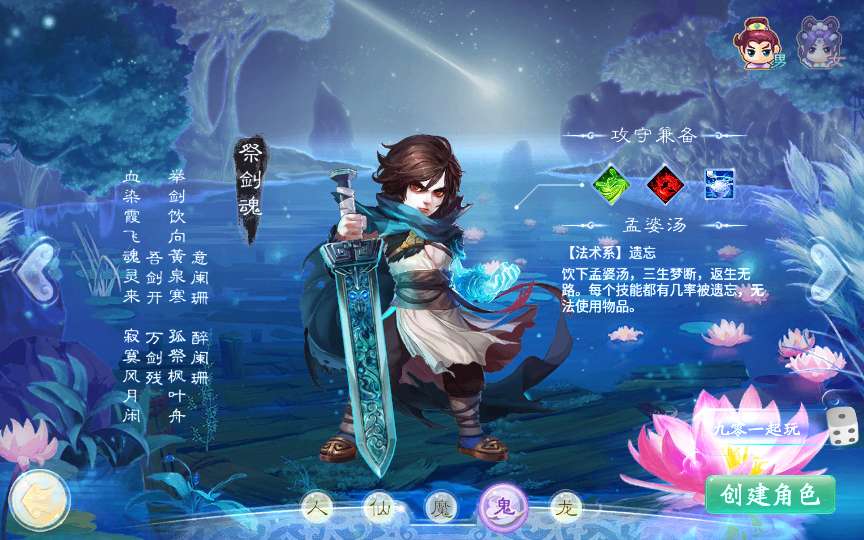 男
女
祭剑魂
意阑珊 醉阑珊
举剑饮向黄泉寒 孤祭枫叶舟
吾剑开 万剑残
血染霞飞魂灵来 寂寞风月闲
攻守兼备
孟婆汤
【法术系】遗忘
饮下孟婆汤，三生梦断，返生无
路。每个技能都有几率被遗忘，无
法使用物品。
九零一起玩
创建角色
人 仙 魔 鬼 龙